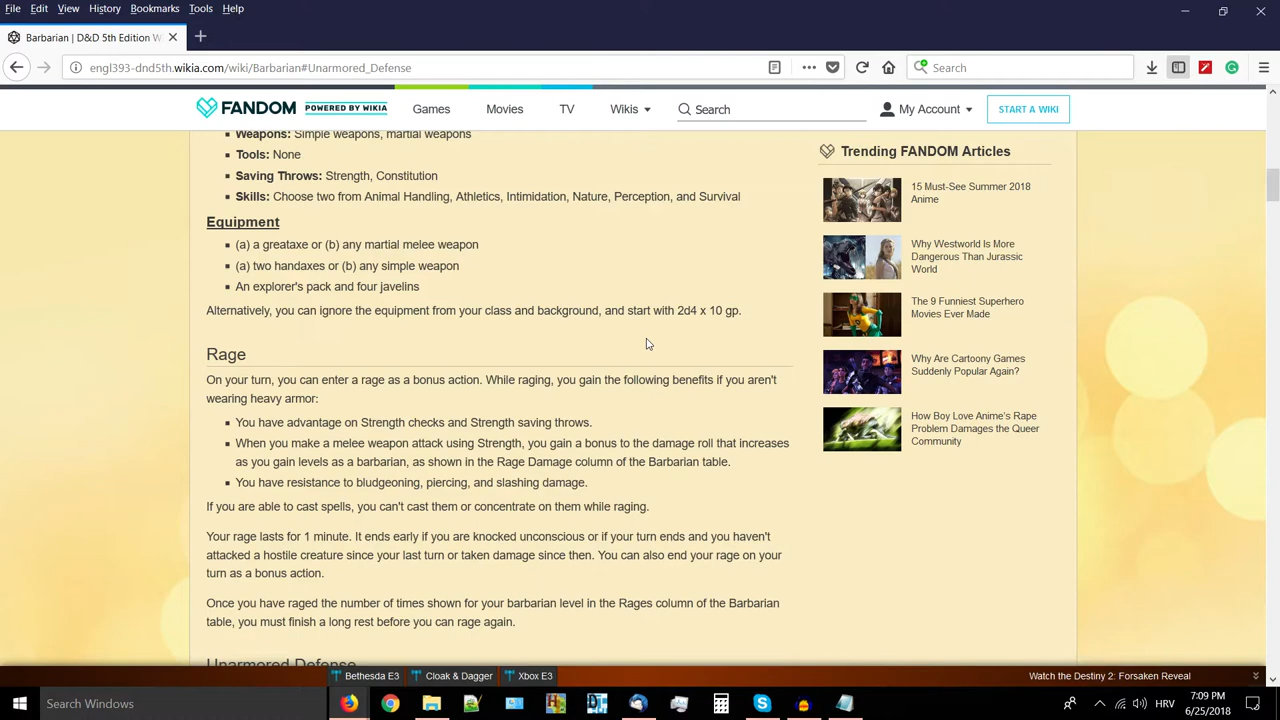 File Edit View History Bookmarks Tools Help
Barbarian | D&D 5th Edition W
engl393-dnd5th.wikia.com/wiki/Barbarian#Unarmored_Defense
Search
FANDOM POWERED BY WIKIA Games Movies TV Wikis Search My Account START A WIKI
Weapons: Simple weapons, martial weapons
Tools: None
Saving Throws: Strength, Constitution
Skills: Choose two from Animal Handling, Athletics, Intimidation, Nature, Perception, and Survival
Equipment
(a) a greataxe or (b) any martial melee weapon
(a) two handaxes or (b) any simple weapon
An explorer's pack and four javelins
Alternatively, you can ignore the equipment from your class and background, and start with 2d4 x 10 gp.
Rage
On your turn, you can enter a rage as a bonus action. While raging, you gain the following benefits if you aren't
wearing heavy armor:
You have advantage on Strength checks and Strength saving throws.
When you make a melee weapon attack using Strength, you gain a bonus to the damage roll that increases
as you gain levels as a barbarian, as shown in the Rage Damage column of the Barbarian table.
You have resistance to bludgeoning, piercing, and slashing damage.
If you are able to cast spells, you can't cast them or concentrate on them while raging.
Your rage lasts for 1 minute. It ends early if you are knocked unconscious or if your turn ends and you haven't
attacked a hostile creature since your last turn or taken damage since then. You can also end your rage on your
turn as a bonus action.
Once you have raged the number of times shown for your barbarian level in the Rages column of the Barbarian
table, you must finish a long rest before you can rage again.
Unarmored Defense
Trending FANDOM Articles
15 Must-See Summer 2018
Anime
Why Westworld Is More
Dangerous Than Jurassic
World
The 9 Funniest Superhero
Movies Ever Made
Why Are Cartoony Games
Suddenly Popular Again?
How Boy Love Anime's Rape
Problem Damages the Queer
Community
Bethesda E3 Cloak & Dagger Xbox E3 Watch the Destiny 2: Forsaken Reveal
Search Windows
HRV
7:09 PM
6/25/2018